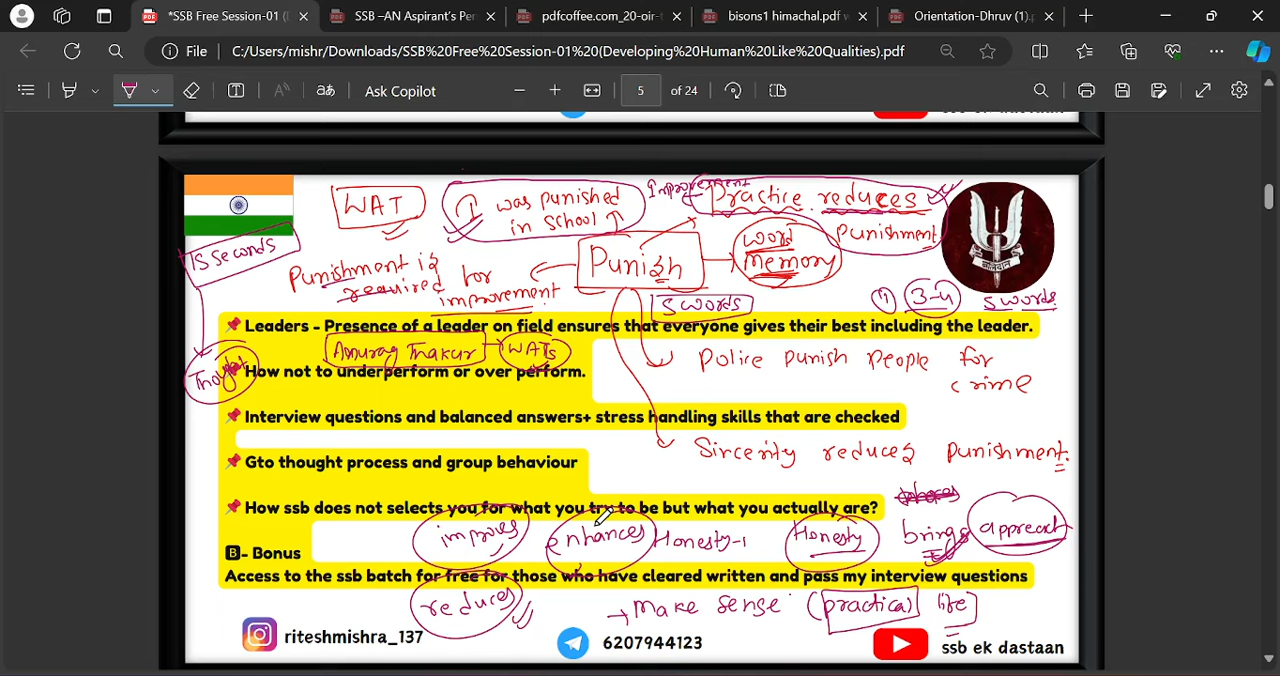 *SSB Free Session-01 (I
SSB –AN Aspirant's Per
pdfcoffee.com_20-oir-t
bisons1 himachal.pdf w
Orientation-Dhruv (1).p
File
C:/Users/mishr/Downloads/SSB%20Free%20Session-01%20(Developing%20Human%20Like%20Qualities).pdf
Ask Copilot
5 of 24
ssb ek dastaan
WAT
I was punished
in School
Improvement
Practice reduces
punishment
15 seconds
Punishment is
required for
improvement
Punish
word
memory
5 words
3-4
5 words
Leaders - Presence of a leader on field ensures that everyone gives their best including the leader.
Anurag Thakur - WATs
Thought
How not to underperform or over perform.
Police punish people for
crime
Interview questions and balanced answers+ stress handling skills that are checked
Sincerity reduces Punishment.
Gto thought process and group behaviour
How ssb does not selects you for what you try to be but what you actually are?
improves
enhances
Honesty-1
Honesty
brings
approach
B - Bonus
Access to the ssb batch for free for those who have cleared written and pass my interview questions
reduces
→ make sense (practical life)
riteshmishra_137
6207944123
ssb ek dastaan